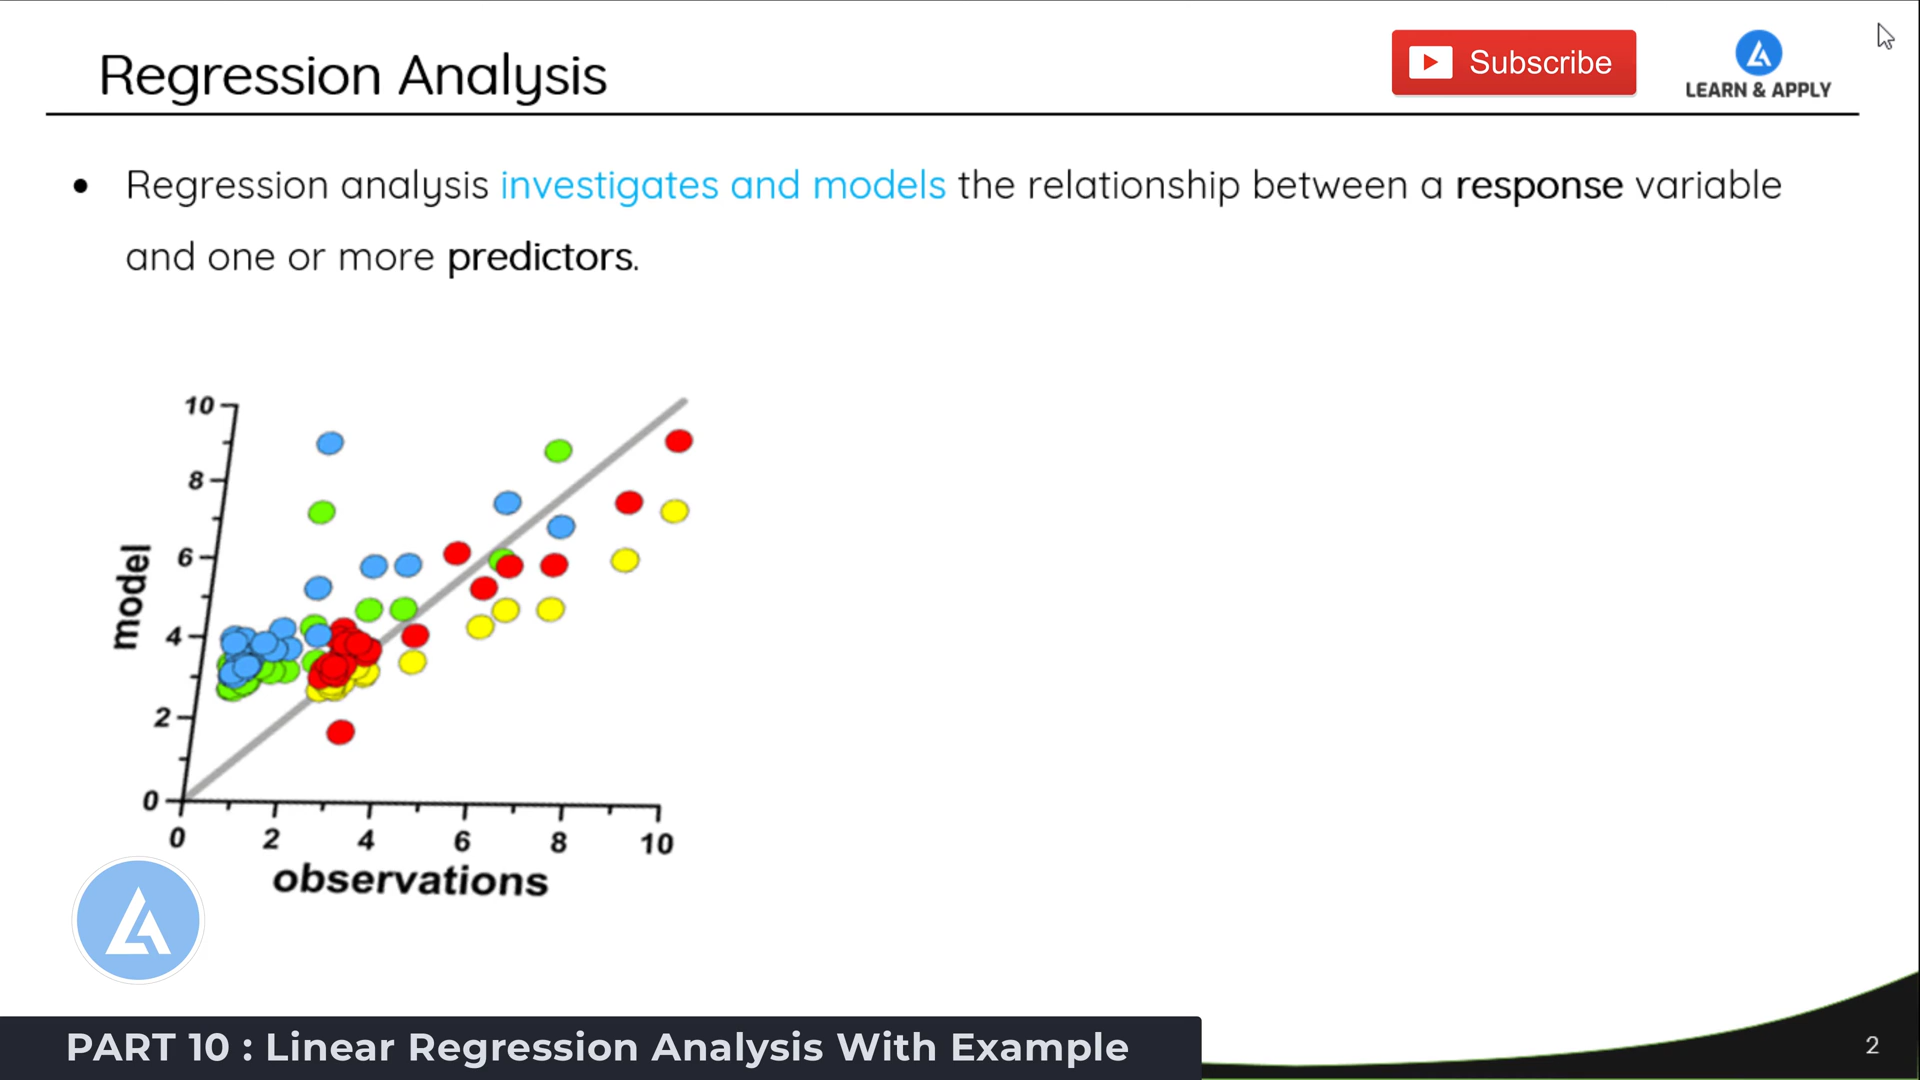 Regression Analysis
Subscribe
LEARN & APPLY
• Regression analysis investigates and models the relationship between a response variable
and one or more predictors.
10
8
6
4
2
0
model
0 2 4 6 8 10
observations
PART 10 : Linear Regression Analysis With Example
2